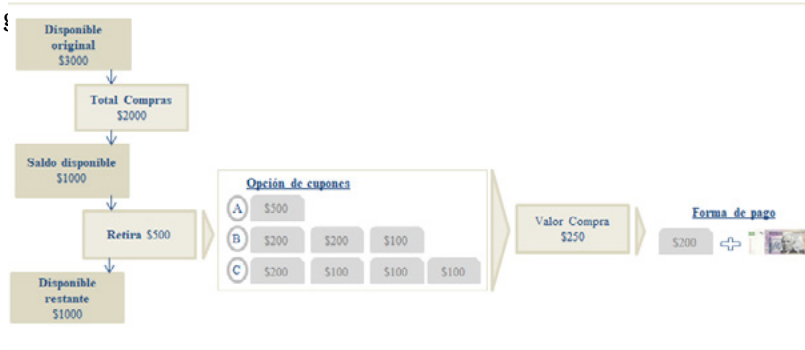 Disponible
original
$3000
Total Compras
$2000
Saldo disponible
$1000
Retira $500
Disponible
restante
$1000
Opción de cupones
A $500
B $200 $200 $100
C $200 $100 $100 $100
Valor Compra
$250
Forma de pago
$200